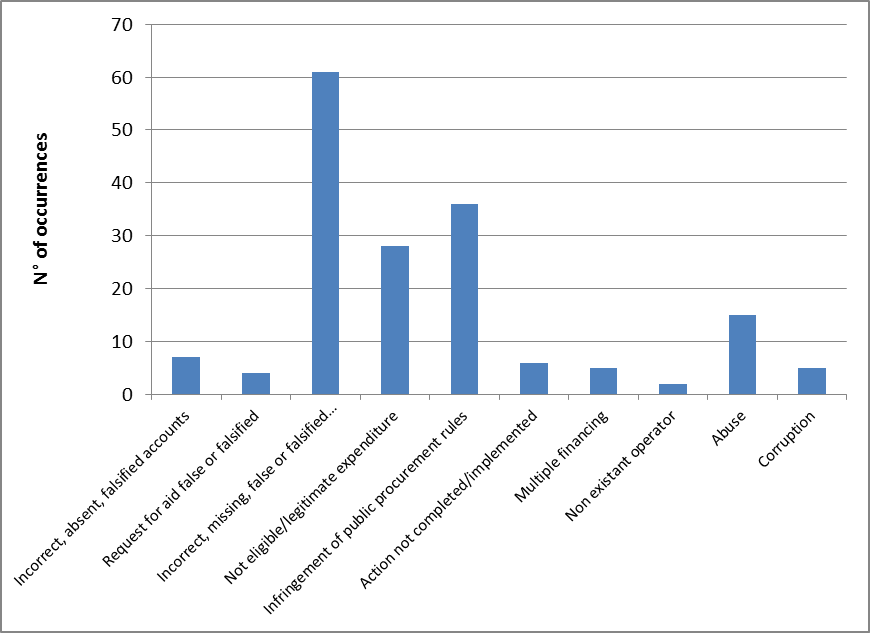 70
60
50
40
30
20
10
0
N° of occurrences
Incorrect, absent, falsified accounts
Request for aid false or falsified
Incorrect, missing, false or falsified...
Not eligible/legitimate expenditure
Infringement of public procurement rules
Action not completed/implemented
Multiple financing
Non existant operator
Abuse
Corruption